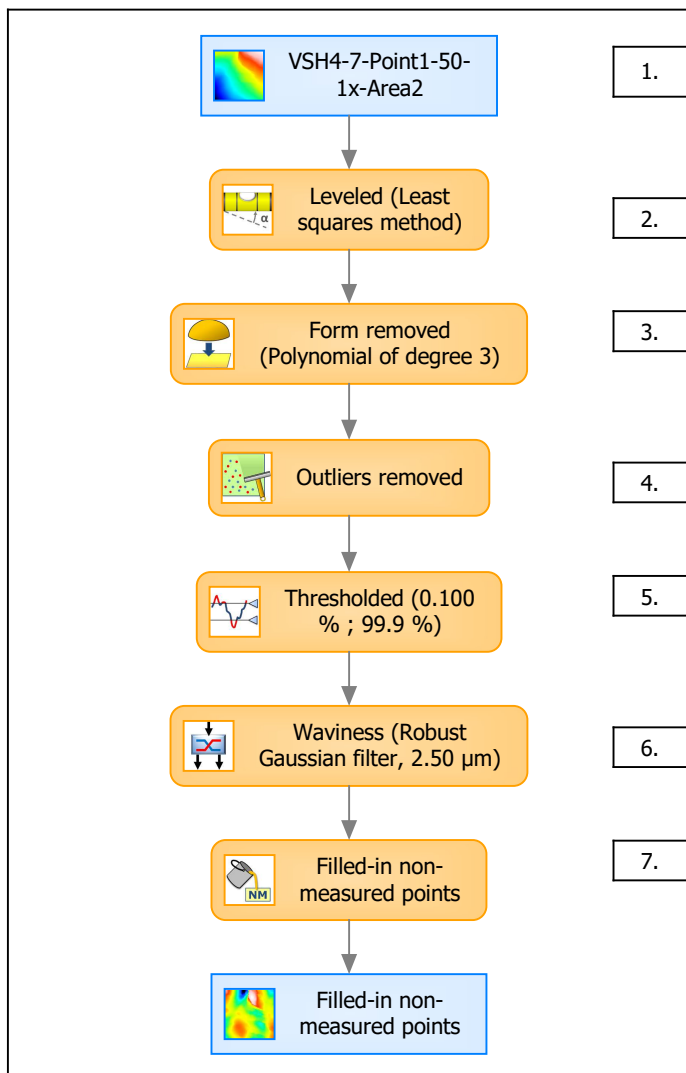 VSH4-7-Point1-50-
1x-Area2
1.
α
Leveled (Least
squares method)
2.
Form removed
(Polynomial of degree 3)
3.
Outliers removed
4.
Thresholded (0.100
% ; 99.9 %)
5.
Waviness (Robust
Gaussian filter, 2.50 µm)
6.
NM
Filled-in non-
measured points
7.
Filled-in non-
measured points